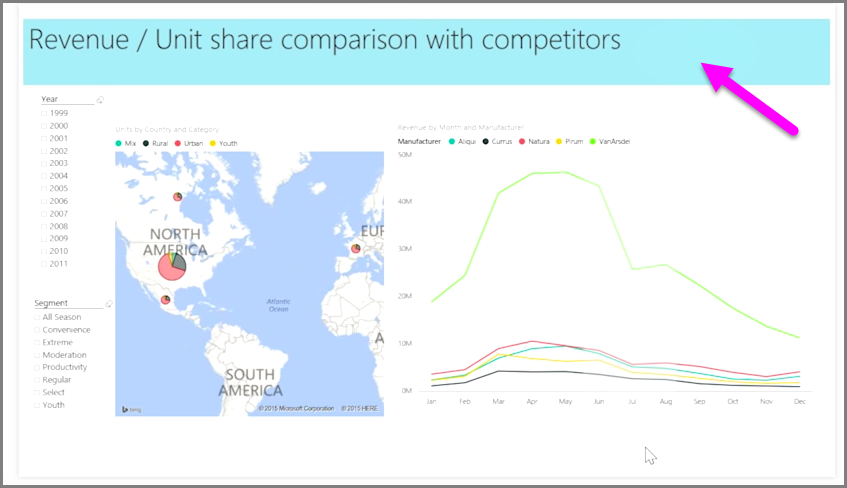 Revenue / Unit share comparison with competitors
Year
1999
2000
2001
2002
2003
2004
2005
2006
2007
2008
2009
2010
2011
Segment
All Season
Convenience
Extreme
Moderation
Productivity
Regular
Select
Youth
Units by Country and Category
Mix Rural Urban Youth
NORTH
AMERICA
EUR
Atlantic
Ocean
A
SOUTH
AMERICA
bing
© 2015 Microsoft Corporation © 2015 HERE
Revenue by Month and Manufacturer
Manufacturer Aliqui Currus Natura Pirum VanArsdel
50M
40M
30M
20M
10M
0M
Jan Feb Mar Apr May Jun Jul Aug Sep Oct Nov Dec